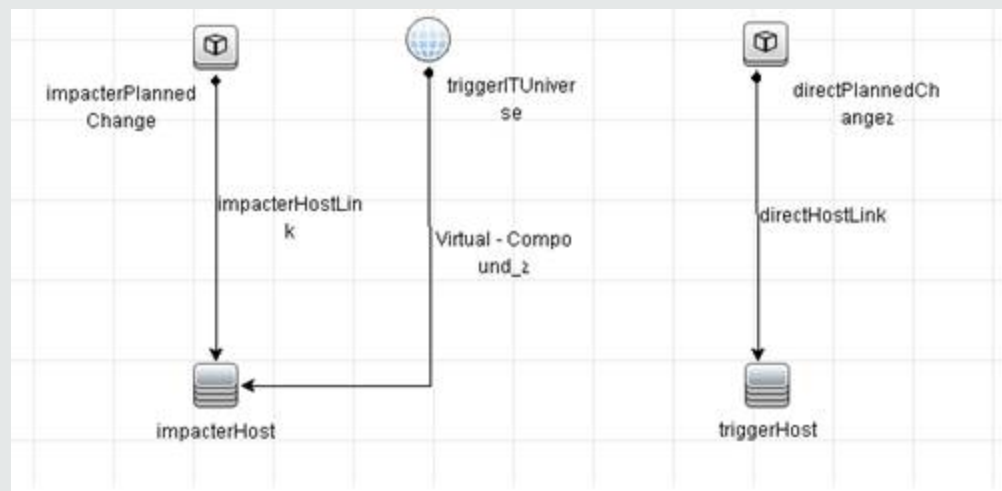 impacterPlanned
Change
triggerITUniver
se
directPlannedCh
ange2
impacterHostLin
k
directHostLink
Virtual - Compo
und_2
impacterHost
triggerHost